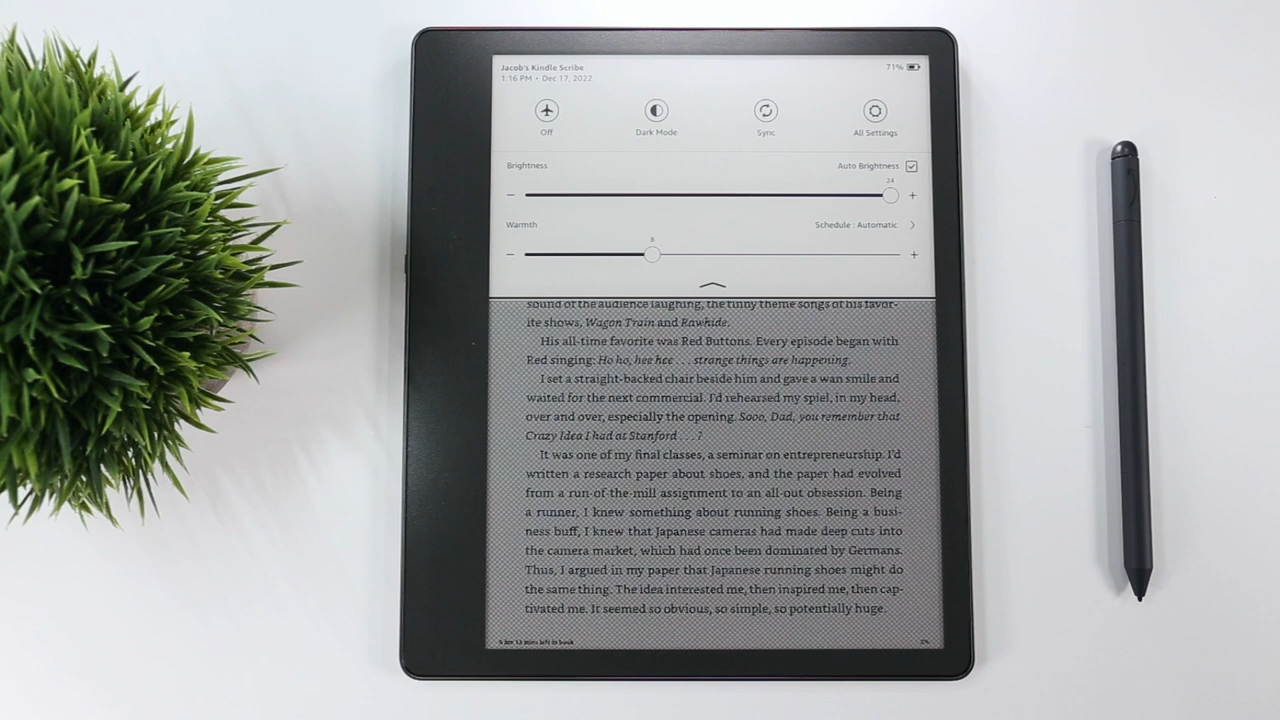 Jacob's Kindle Scribe
71%
1:16 PM • Dec 17, 2022
Off
Dark Mode
Sync
All Settings
Brightness
Auto Brightness
24
Warmth
Schedule : Automatic
8
sound of the audience laughing, the tinny theme songs of his favor-
ite shows, Wagon Train and Rawhide.
His all-time favorite was Red Buttons. Every episode began with
Red singing: Ho ho, hee hee . . . strange things are happening.
I set a straight-backed chair beside him and gave a wan smile and
waited for the next commercial. I'd rehearsed my spiel, in my head,
over and over, especially the opening. Sooo, Dad, you remember that
Crazy Idea I had at Stanford . . . ?
It was one of my final classes, a seminar on entrepreneurship. I'd
written a research paper about shoes, and the paper had evolved
from a run-of-the-mill assignment to an all-out obsession. Being
a runner, I knew something about running shoes. Being a busi-
ness buff, I knew that Japanese cameras had made deep cuts into
the camera market, which had once been dominated by Germans.
Thus, I argued in my paper that Japanese running shoes might do
the same thing. The idea interested me, then inspired me, then cap-
tivated me. It seemed so obvious, so simple, so potentially huge.
mins left in book
2%